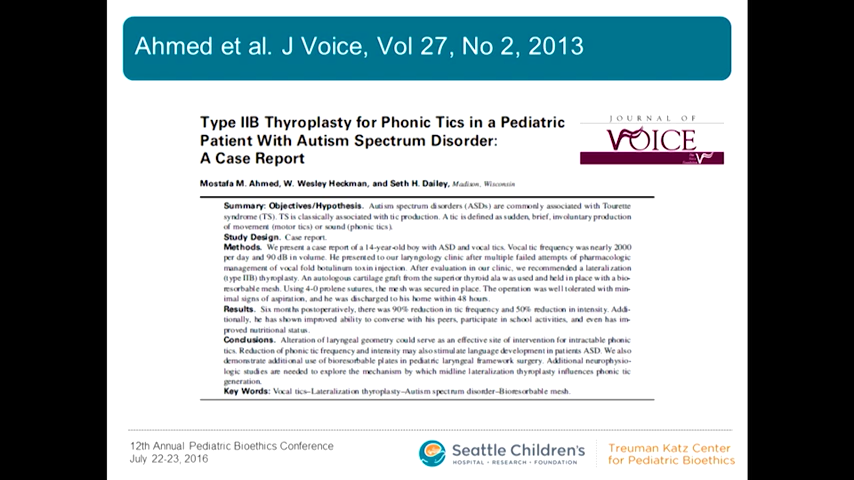 Ahmed et al. J Voice, Vol 27, No 2, 2013
Type IIB Thyroplasty for Phonic Tics in a Pediatric
Patient With Autism Spectrum Disorder:
A Case Report
JOURNAL OF
VOICE
Mostafa M. Ahmed, W. Wesley Heckman, and Seth H. Dailey, Madison, Wisconsin
Summary: Objectives/Hypothesis. Autism spectrum disorders (ASDs) are commonly associated with Tourette
syndrome (TS). TS is classically associated with tic production. A tic is defined as sudden, brief, involuntary production
of movement (motor tics) or sound (phonic tics).
Study Design. Case report.
Methods. We present a case report of a 14-year-old boy with ASD and vocal tics. Vocal tic frequency was nearly 2000
per day and 90 dB in volume. He presented to our laryngology clinic after multiple failed attempts of pharmacologic
management of vocal fold botulinum toxin injection. After evaluation in our clinic, we recommended a lateralization
(type IIB) thyroplasty. An autologous cartilage graft from the superior thyroid ala was used and held in place with a bio-
resorbable mesh. Using 4-0 prolene sutures, the mesh was secured in place. The operation was well tolerated with min-
imal signs of aspiration, and he was discharged to his home within 48 hours.
Results. Six months postoperatively, there was 90% reduction in tic frequency and 50% reduction in intensity. Addi-
tionally, he has shown improved ability to converse with his peers, participate in school activities, and even has im-
proved nutritional status.
Conclusions. Alteration of laryngeal geometry could serve as an effective site of intervention for intractable phonic
tics. Reduction of phonic tic frequency and intensity may also stimulate language development in patients ASD. We also
demonstrate additional use of bioresorbable plates in pediatric laryngeal framework surgery. Additional neurophysio-
logic studies are needed to explore the mechanism by which midline lateralization thyroplasty influences phonic tic
generation.
Key Words: Vocal tics–Lateralization thyroplasty–Autism spectrum disorder–Bioresorbable mesh.
12th Annual Pediatric Bioethics Conference
July 22-23, 2016
Seattle Children's
HOSPITAL • RESEARCH • FOUNDATION
Treuman Katz Center
for Pediatric Bioethics